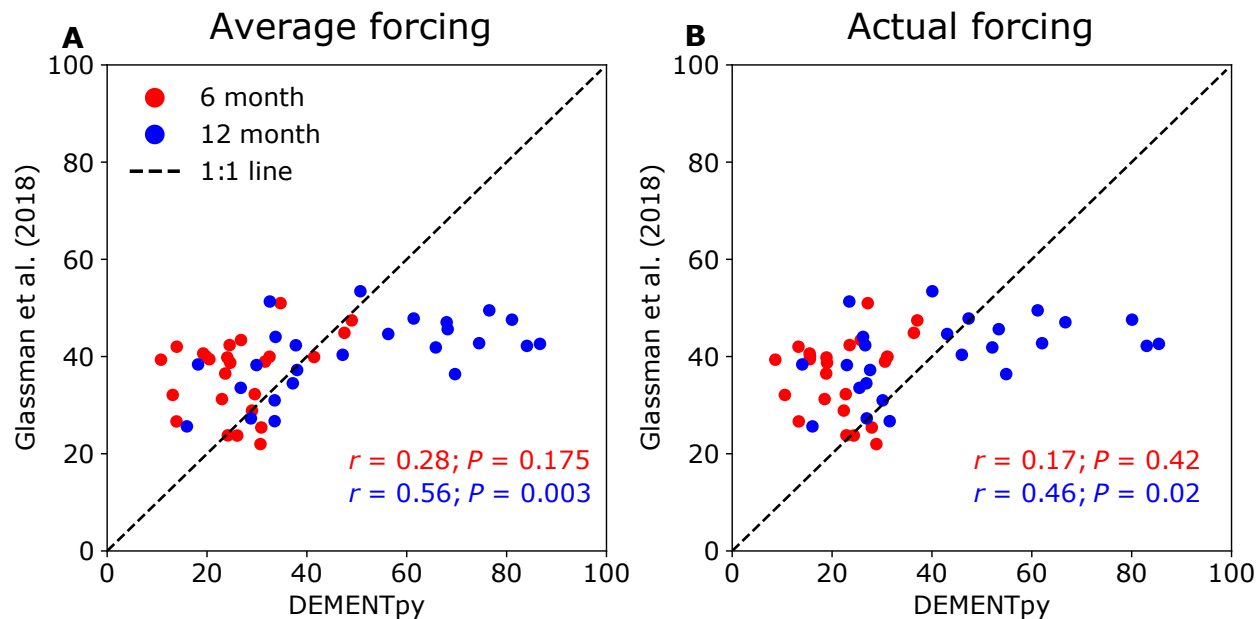 A Average forcing
100
80
60
40
20
0
Glassman et al. (2018)
6 month
12 month
1:1 line
r = 0.28; P = 0.175
r = 0.56; P = 0.003
0 20 40 60 80 100
DEMENTpy
B Actual forcing
100
80
60
40
20
0
Glassman et al. (2018)
r = 0.17; P = 0.42
r = 0.46; P = 0.02
0 20 40 60 80 100
DEMENTpy